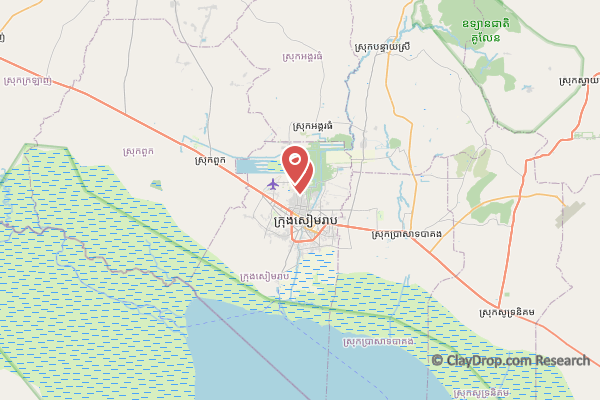 ឧទ្យានជាតិ
គូលែន
ស្រុកបន្ទាយស្រី
ស្រុកអង្គរធំ
ស្រុកក្រឡាញ់
ស្រុកស្វាយ
ស្រុកអង្គរធំ
ស្រុកពួក
ស្រុកពួក
ក្រុងសៀមរាប
ស្រុកប្រាសាទបាគង
ក្រុងសៀមរាប
ស្រុកសូទ្រនិគម
ស្រុកប្រាសាទបាគង
© ClayDrop.com Research
ស្រុកសូទ្រនិគម